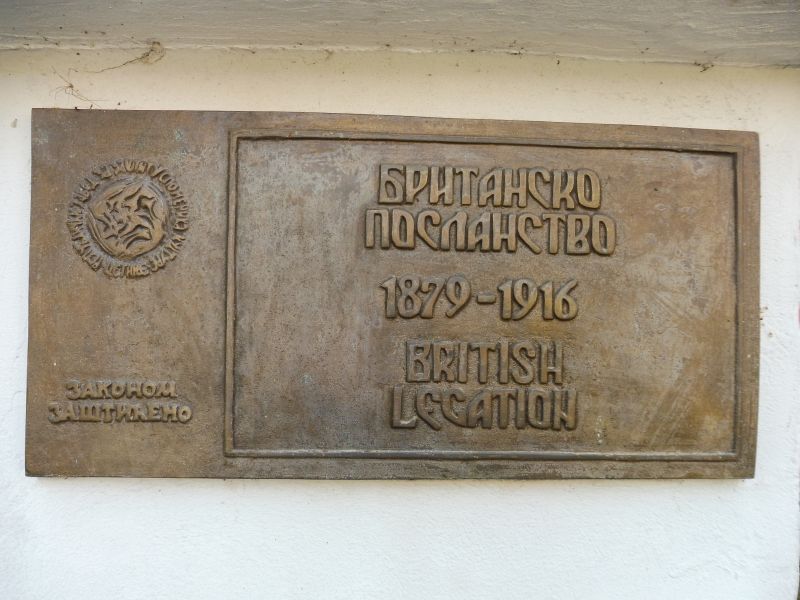 БРИТАНСКО
ПОСЛАНСТВО
1879-1916
BRITISH
LEGATION
ЗАКОНОМ
ЗАШТИЋЕНО